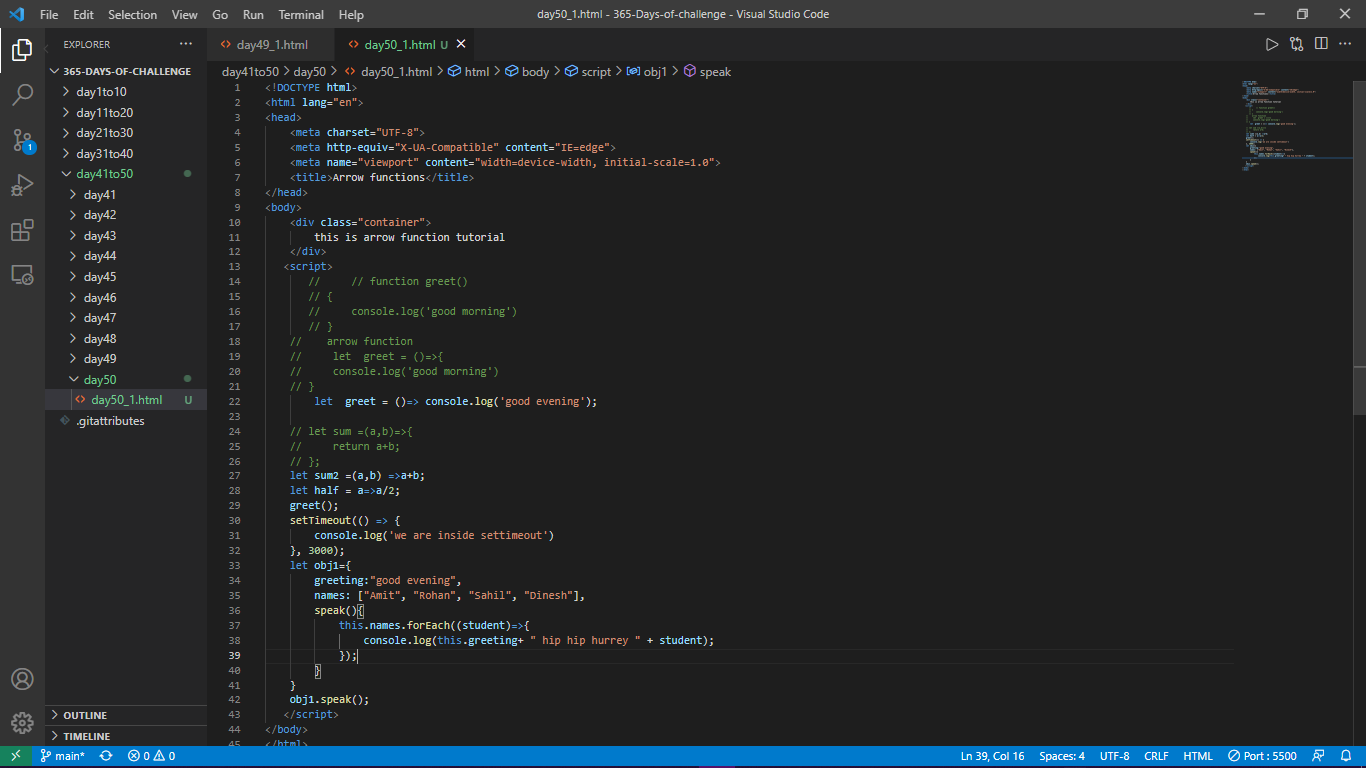 File Edit Selection View Go Run Terminal Help day50_1.html - 365-Days-of-challenge - Visual Studio Code
EXPLORER
365-DAYS-OF-CHALLENGE
day1to10
day11to20
day21to30
day31to40
day41to50
day41
day42
day43
day44
day45
day46
day47
day48
day49
day50
day50_1.html U
.gitattributes
OUTLINE
TIMELINE
1
day49_1.html day50_1.html U
day41to50 > day50 > day50_1.html > html > body > script > obj1 > speak
1 <!DOCTYPE html>
2 <html lang="en">
3 <head>
4     <meta charset="UTF-8">
5     <meta http-equiv="X-UA-Compatible" content="IE=edge">
6     <meta name="viewport" content="width=device-width, initial-scale=1.0">
7     <title>Arrow functions</title>
8 </head>
9 <body>
10     <div class="container">
11         this is arrow function tutorial
12     </div>
13    <script>
14        //     // function greet()
15        // {
16        //     console.log('good morning')
17        // }
18     //    arrow function
19     //     let  greet = ()=>{
20     //     console.log('good morning')
21     // }
22         let  greet = ()=> console.log('good evening');
23
24     // let sum =(a,b)=>{
25     //     return a+b;
26     // };
27     let sum2 =(a,b) =>a+b;
28     let half = a=>a/2;
29     greet();
30     setTimeout(() => {
31         console.log('we are inside settimeout')
32     }, 3000);
33     let obj1={
34         greeting:"good evening",
35         names: ["Amit", "Rohan", "Sahil", "Dinesh"],
36         speak(){
37             this.names.forEach((student)=>{
38                 console.log(this.greeting+ " hip hip hurrey " + student);
39             });
40         }
41     }
42     obj1.speak();
43    </script>
44 </body>
45 </html>
main* 0 0 Ln 39, Col 16 Spaces: 4 UTF-8 CRLF HTML Port : 5500